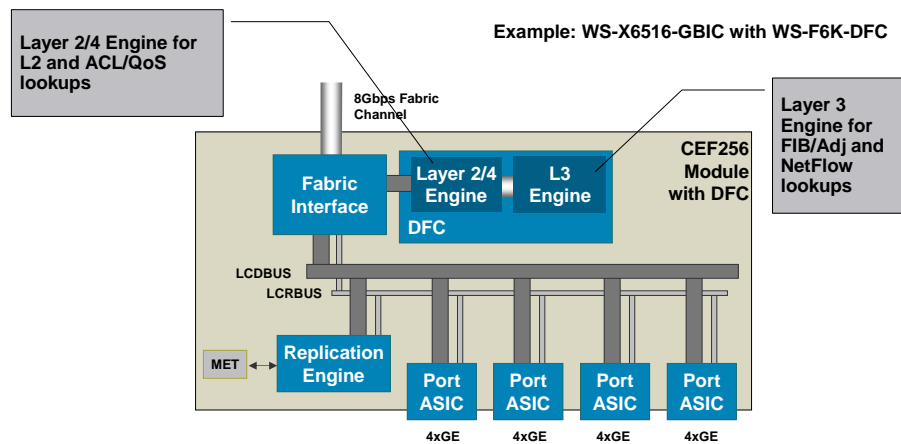 Example: WS-X6516-GBIC with WS-F6K-DFC
Layer 2/4 Engine for
L2 and ACL/QoS
lookups
8Gbps Fabric
Channel
Layer 3
Engine for
FIB/Adj and
NetFlow
lookups
CEF256
Module
with DFC
Fabric
Interface
Layer 2/4
Engine
L3
Engine
DFC
LCDBUS
LCRBUS
MET
Replication
Engine
Port
ASIC
Port
ASIC
Port
ASIC
Port
ASIC
4xGE
4xGE
4xGE
4xGE